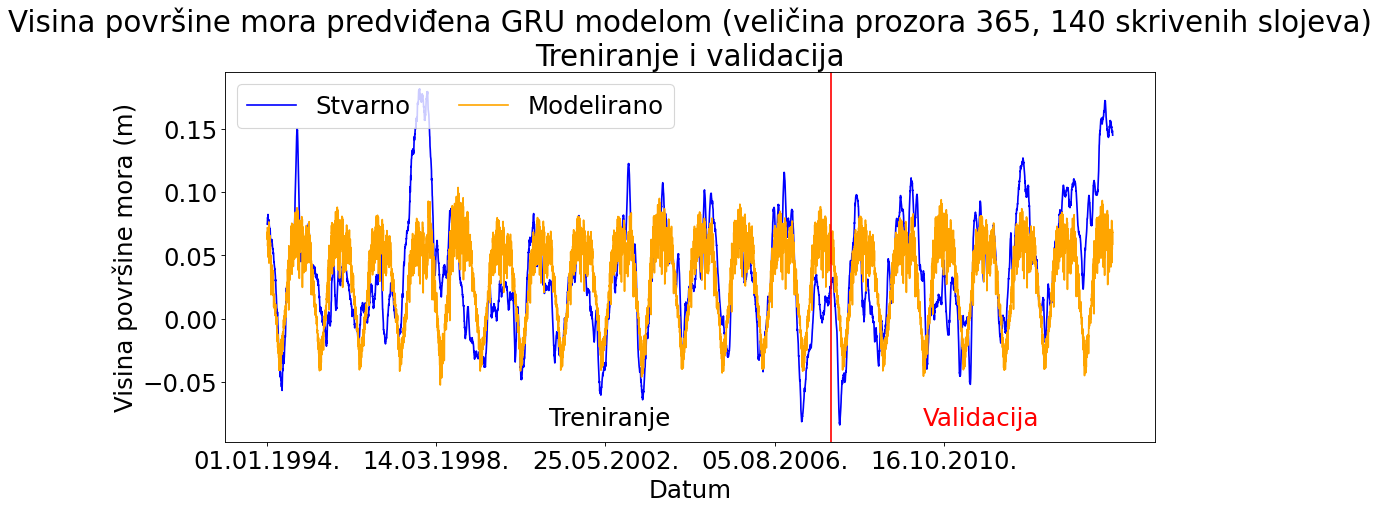 Visina površine mora predviđena GRU modelom (veličina prozora 365, 140 skrivenih slojeva)
Treniranje i validacija
Stvarno Modelirano
Visina površine mora (m)
0.15
0.10
0.05
0.00
−0.05
Treniranje Validacija
01.01.1994. 14.03.1998. 25.05.2002. 05.08.2006. 16.10.2010.
Datum